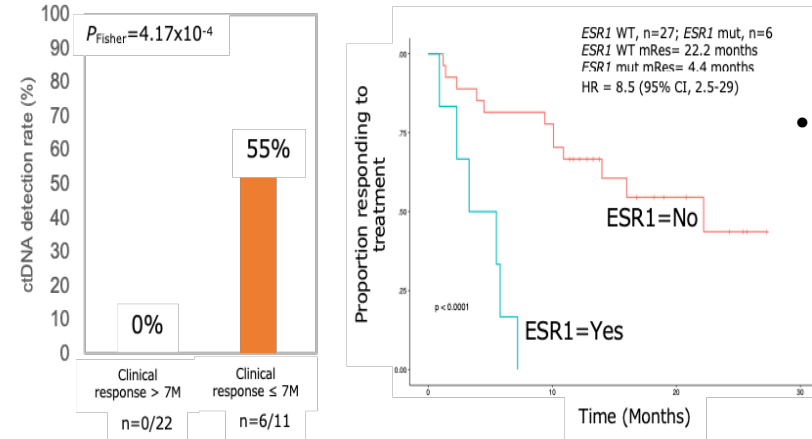 100
90
80
70
60
50
40
30
20
10
0
ctDNA detection rate (%)
P Fisher=4.17x10-4
0%
55%
Clinical
response > 7M
n=0/22
Clinical
response ≤ 7M
n=6/11
Proportion responding to
treatment
.00
.75
.50
.25
.00
ESR1 WT, n=27; ESR1 mut, n=6
ESR1 WT mRes= 22.2 months
ESR1 mut mRes= 4.4 months
HR = 8.5 (95% CI, 2.5-29)
ESR1=No
ESR1=Yes
p < 0.0001
0
10
20
30
Time (Months)